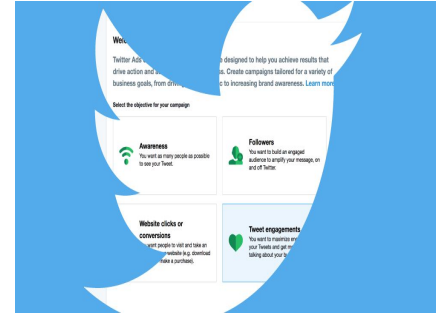 Welc
Twitter Ads designed to help you achieve results that
drive action and Create campaigns tailored for a variety of
business goals, from to increasing brand awareness. Learn more
Select the objective for your campaign
Awareness
You want as many people as possible
to see your Tweet.
Followers
You want to build an engaged
audience to amplify your message, on
and off Twitter.
Website clicks or
conversions
want people to visit and take an
website (e.g. download
make a purchase).
Tweet engagements
You want to maximize
your Tweets and get
talking about your